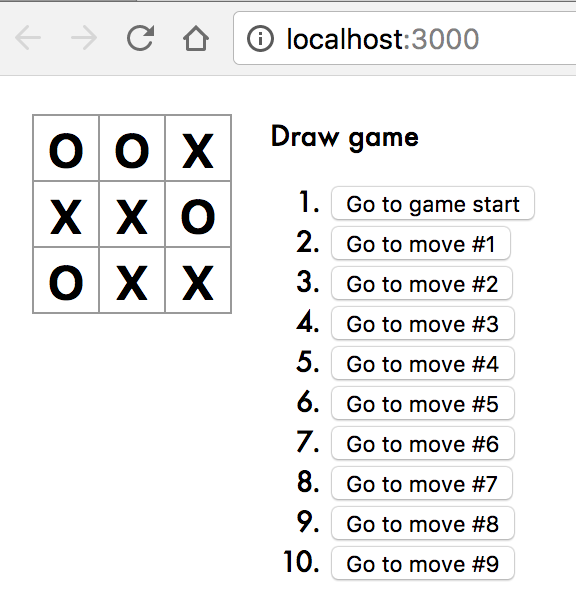 localhost:3000
O O X
X X O
O X X
Draw game
1. Go to game start
2. Go to move #1
3. Go to move #2
4. Go to move #3
5. Go to move #4
6. Go to move #5
7. Go to move #6
8. Go to move #7
9. Go to move #8
10. Go to move #9